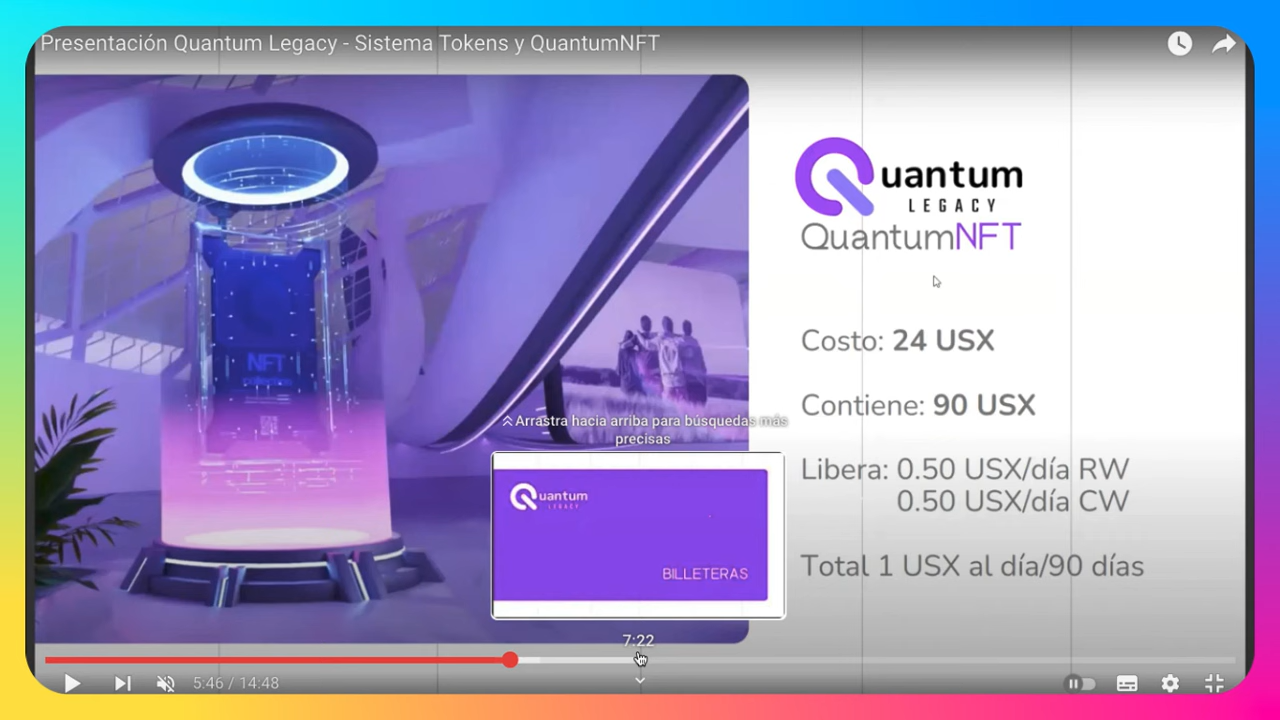 Presentación Quantum Legacy - Sistema Tokens y QuantumNFT
Quantum
LEGACY
QuantumNFT
NFT
Costo: 24 USX
Contiene: 90 USX
Libera: 0.50 USX/día RW
0.50 USX/día CW
Total 1 USX al día/90 días
Arrastra hacia arriba para búsquedas más
precisas
Quantum
LEGACY
BILLETERAS
7:22
5:46 / 14:48